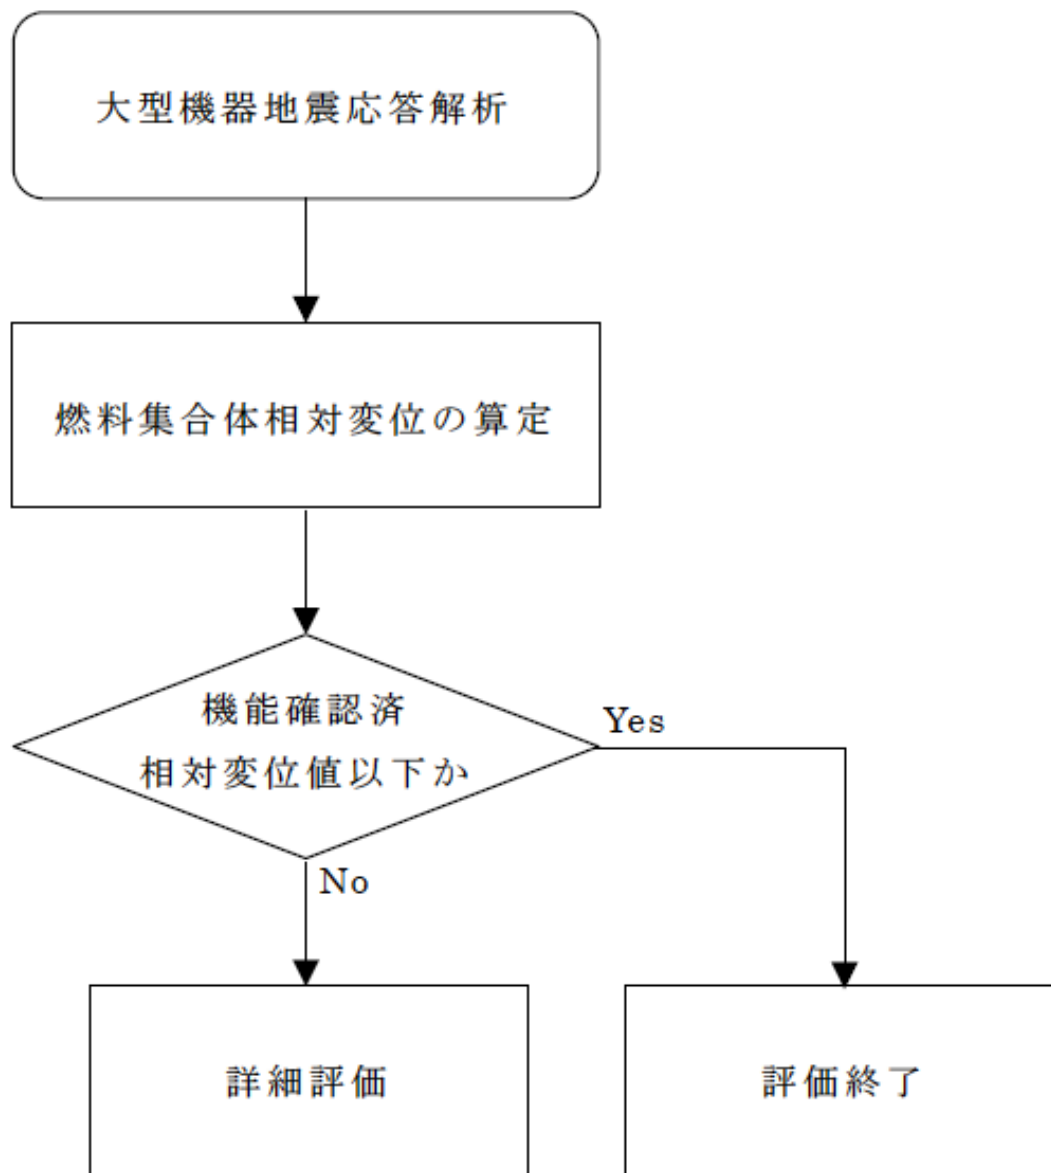 大型機器地震応答解析
燃料集合体相対変位の算定
機能確認済
相対変位値以下か
Yes
No
詳細評価
評価終了